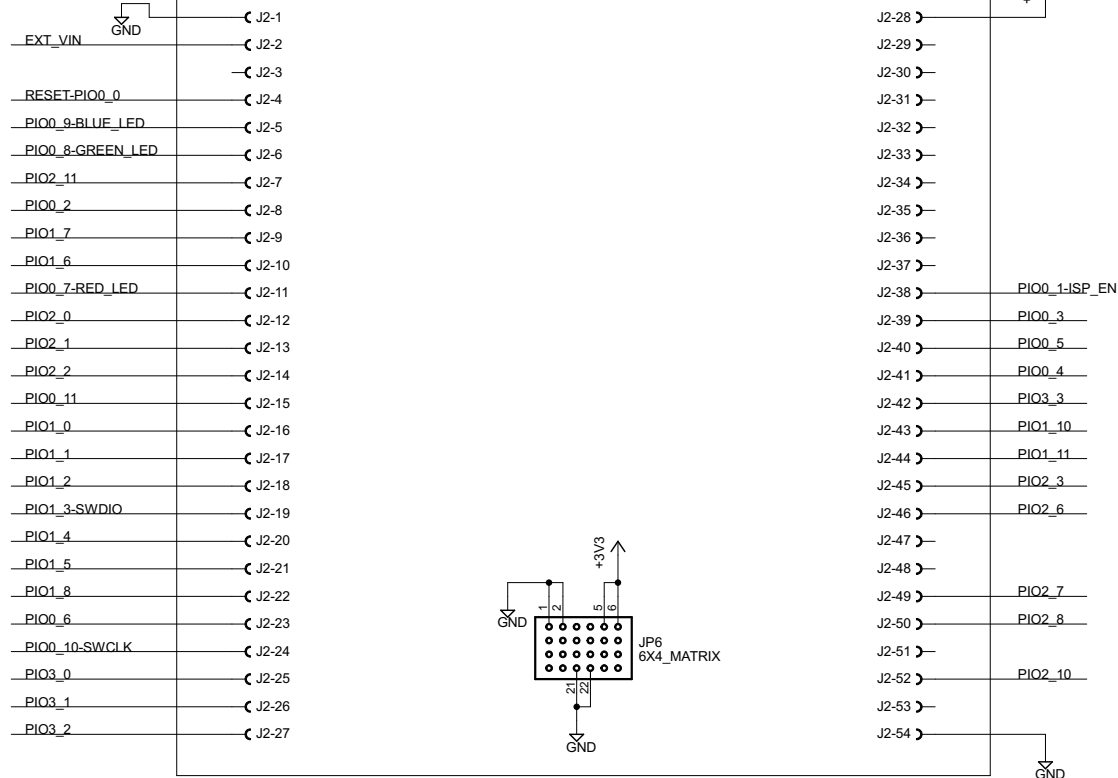 GND
J2-1
EXT_VIN
J2-2
J2-3
RESET-PIO0_0
J2-4
PIO0_9-BLUE_LED
J2-5
PIO0_8-GREEN_LED
J2-6
PIO2_11
J2-7
PIO0_2
J2-8
PIO1_7
J2-9
PIO1_6
J2-10
PIO0_7-RED_LED
J2-11
PIO2_0
J2-12
PIO2_1
J2-13
PIO2_2
J2-14
PIO0_11
J2-15
PIO1_0
J2-16
PIO1_1
J2-17
PIO1_2
J2-18
PIO1_3-SWDIO
J2-19
PIO1_4
J2-20
PIO1_5
J2-21
PIO1_8
J2-22
PIO0_6
J2-23
PIO0_10-SWCLK
J2-24
PIO3_0
J2-25
PIO3_1
J2-26
PIO3_2
J2-27
+3V3
GND
1
2
5
6
JP6
6X4_MATRIX
21
22
GND
+
J2-28
J2-29
J2-30
J2-31
J2-32
J2-33
J2-34
J2-35
J2-36
J2-37
J2-38
PIO0_1-ISP_EN
J2-39
PIO0_3
J2-40
PIO0_5
J2-41
PIO0_4
J2-42
PIO3_3
J2-43
PIO1_10
J2-44
PIO1_11
J2-45
PIO2_3
J2-46
PIO2_6
J2-47
J2-48
J2-49
PIO2_7
J2-50
PIO2_8
J2-51
J2-52
PIO2_10
J2-53
J2-54
GND